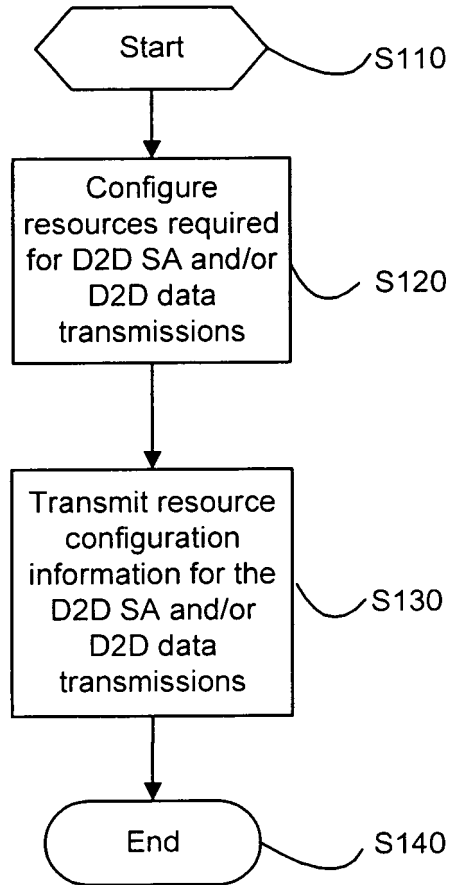 Start
S110
Configure
resources required
for D2D SA and/or
D2D data
transmissions
S120
Transmit resource
configuration
information for the
D2D SA and/or
D2D data
transmissions
S130
End
S140